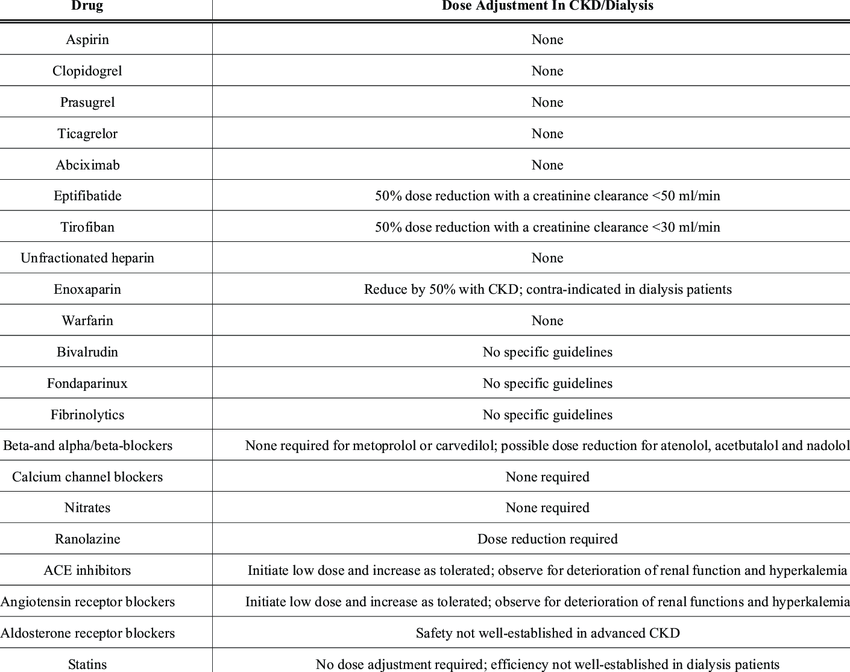 Drug Dose Adjustment In CKD/Dialysis
Aspirin None
Clopidogrel None
Prasugrel None
Ticagrelor None
Abciximab None
Eptifibatide 50% dose reduction with a creatinine clearance <50 ml/min
Tirofiban 50% dose reduction with a creatinine clearance <30 ml/min
Unfractionated heparin None
Enoxaparin Reduce by 50% with CKD; contra-indicated in dialysis patients
Warfarin None
Bivalrudin No specific guidelines
Fondaparinux No specific guidelines
Fibrinolytics No specific guidelines
Beta-and alpha/beta-blockers None required for metoprolol or carvedilol; possible dose reduction for atenolol, acetbutalol and nadolol
Calcium channel blockers None required
Nitrates None required
Ranolazine Dose reduction required
ACE inhibitors Initiate low dose and increase as tolerated; observe for deterioration of renal function and hyperkalemia
Angiotensin receptor blockers Initiate low dose and increase as tolerated; observe for deterioration of renal functions and hyperkalemia
Aldosterone receptor blockers Safety not well-established in advanced CKD
Statins No dose adjustment required; efficiency not well-established in dialysis patients